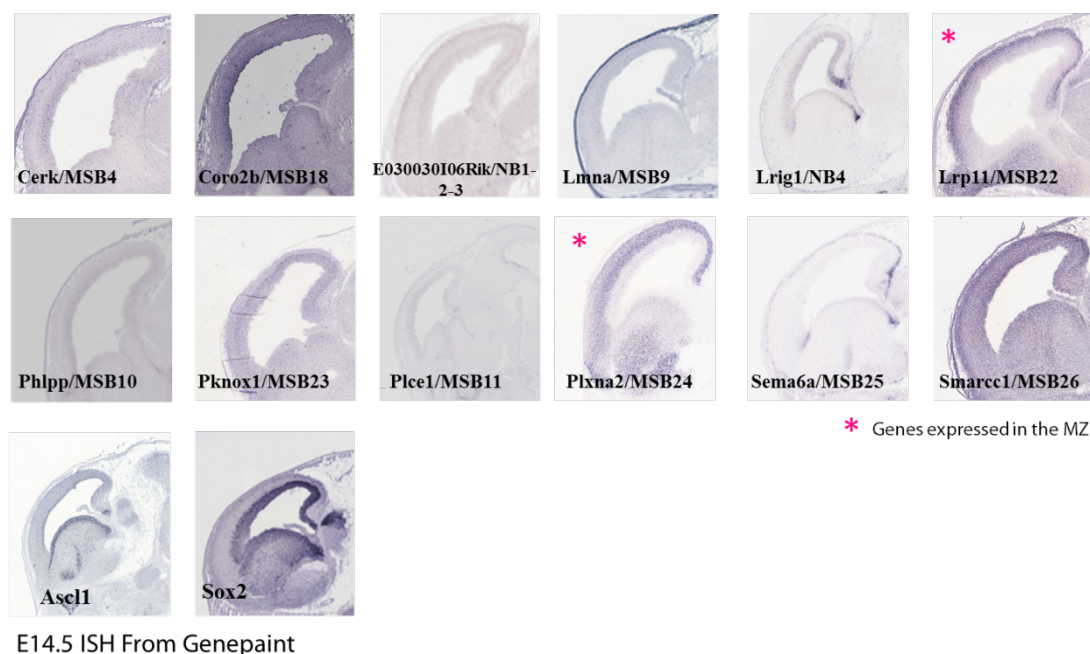 Cerk/MSB4
Coro2b/MSB18
E030030I06Rik/NB1-
2-3
Lmna/MSB9
Lrig1/NB4
*
Lrp11/MSB22
Phlpp/MSB10
Pknox1/MSB23
Plce1/MSB11
*
Plxna2/MSB24
Sema6a/MSB25
Smarcc1/MSB26
* Genes expressed in the MZ
Ascl1
Sox2
E14.5 ISH From Genepaint